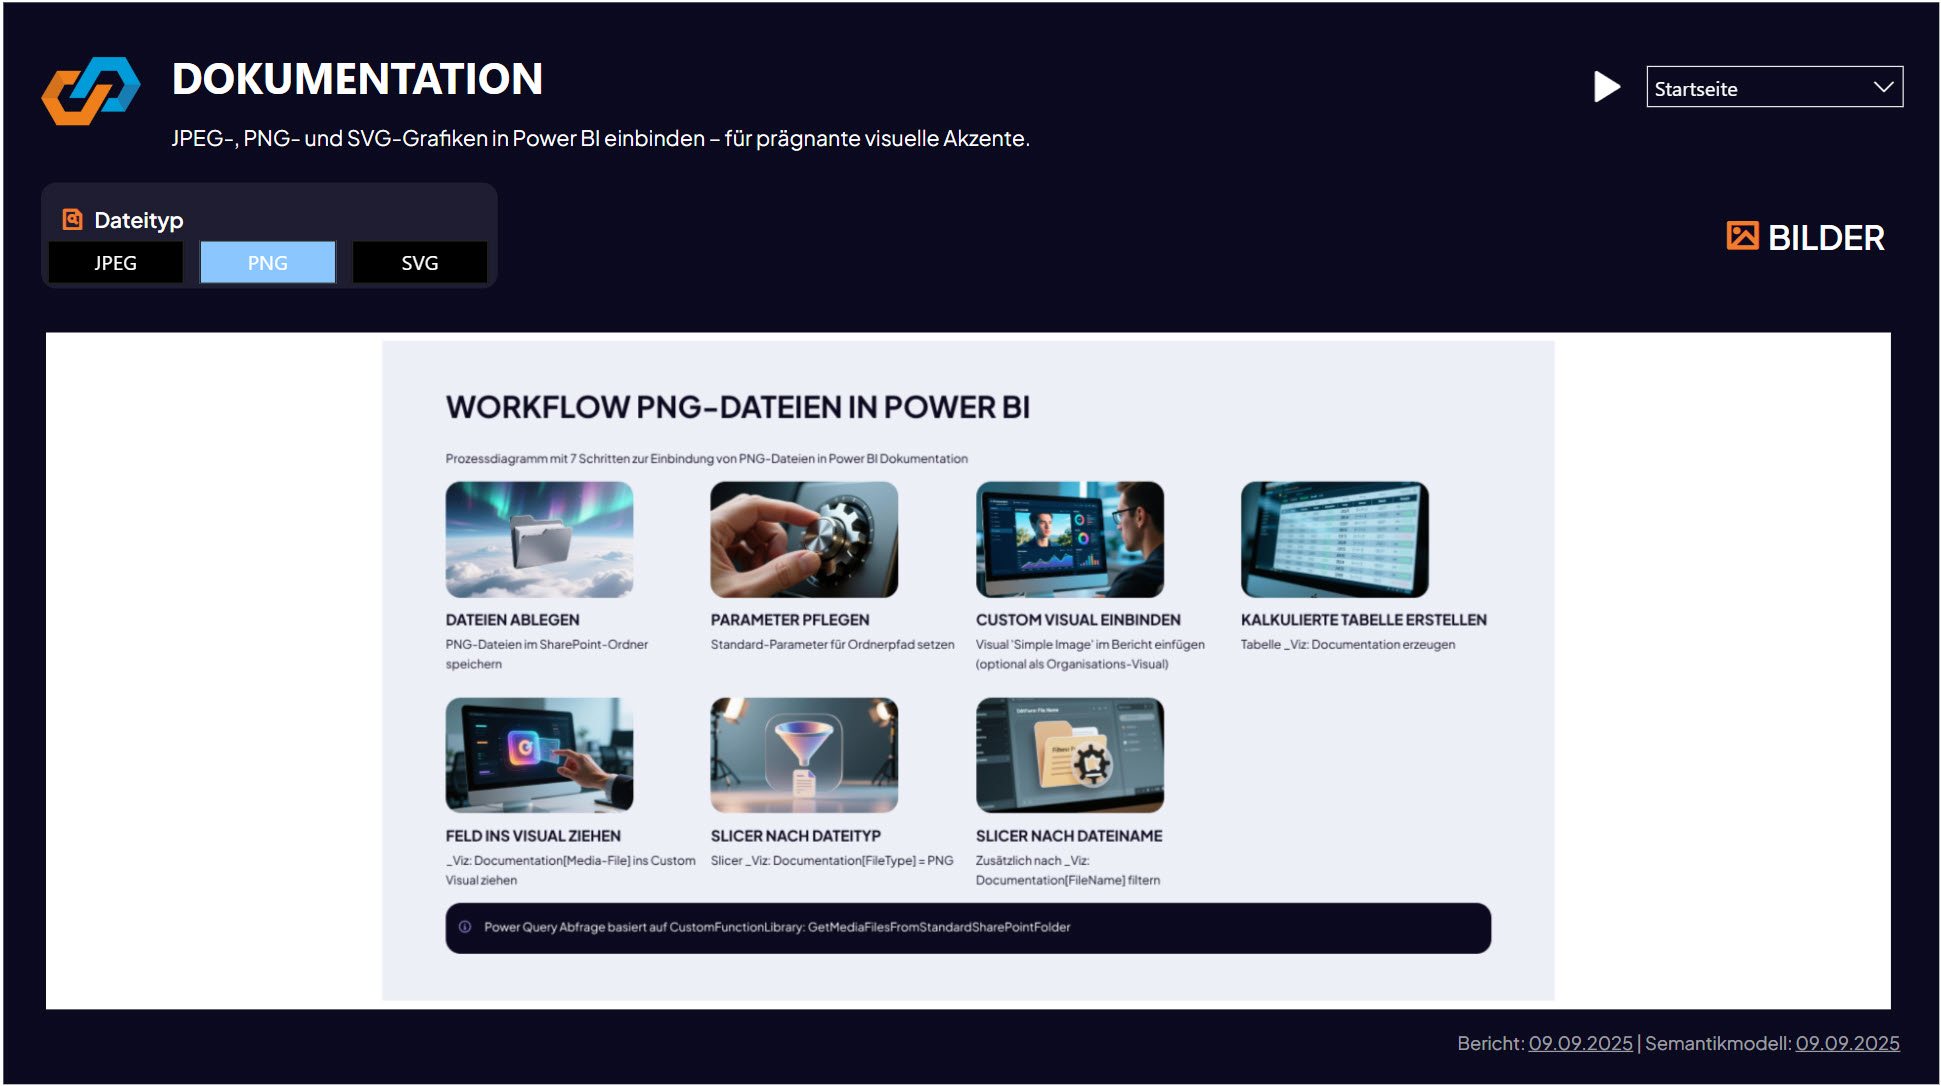 DOKUMENTATION
JPEG-, PNG- und SVG-Grafiken in Power BI einbinden – für prägnante visuelle Akzente.
Startseite
Dateityp
JPEG
PNG
SVG
BILDER
WORKFLOW PNG-DATEIEN IN POWER BI
Prozessdiagramm mit 7 Schritten zur Einbindung von PNG-Dateien in Power BI Dokumentation
DATEIEN ABLEGEN
PNG-Dateien im SharePoint-Ordner
speichern
PARAMETER PFLEGEN
Standard-Parameter für Ordnerpfad setzen
CUSTOM VISUAL EINBINDEN
Visual 'Simple Image' im Bericht einfügen
(optional als Organisations-Visual)
KALKULIERTE TABELLE ERSTELLEN
Tabelle _Viz: Documentation erzeugen
FELD INS VISUAL ZIEHEN
_Viz: Documentation[Media-File] ins Custom
Visual ziehen
SLICER NACH DATEITYP
Slicer _Viz: Documentation[FileType] = PNG
SLICER NACH DATEINAME
Zusätzlich nach _Viz:
Documentation[FileName] filtern
Power Query Abfrage basiert auf CustomFunctionLibrary: GetMediaFilesFromStandardSharePointFolder
Bericht: 09.09.2025 | Semantikmodell: 09.09.2025